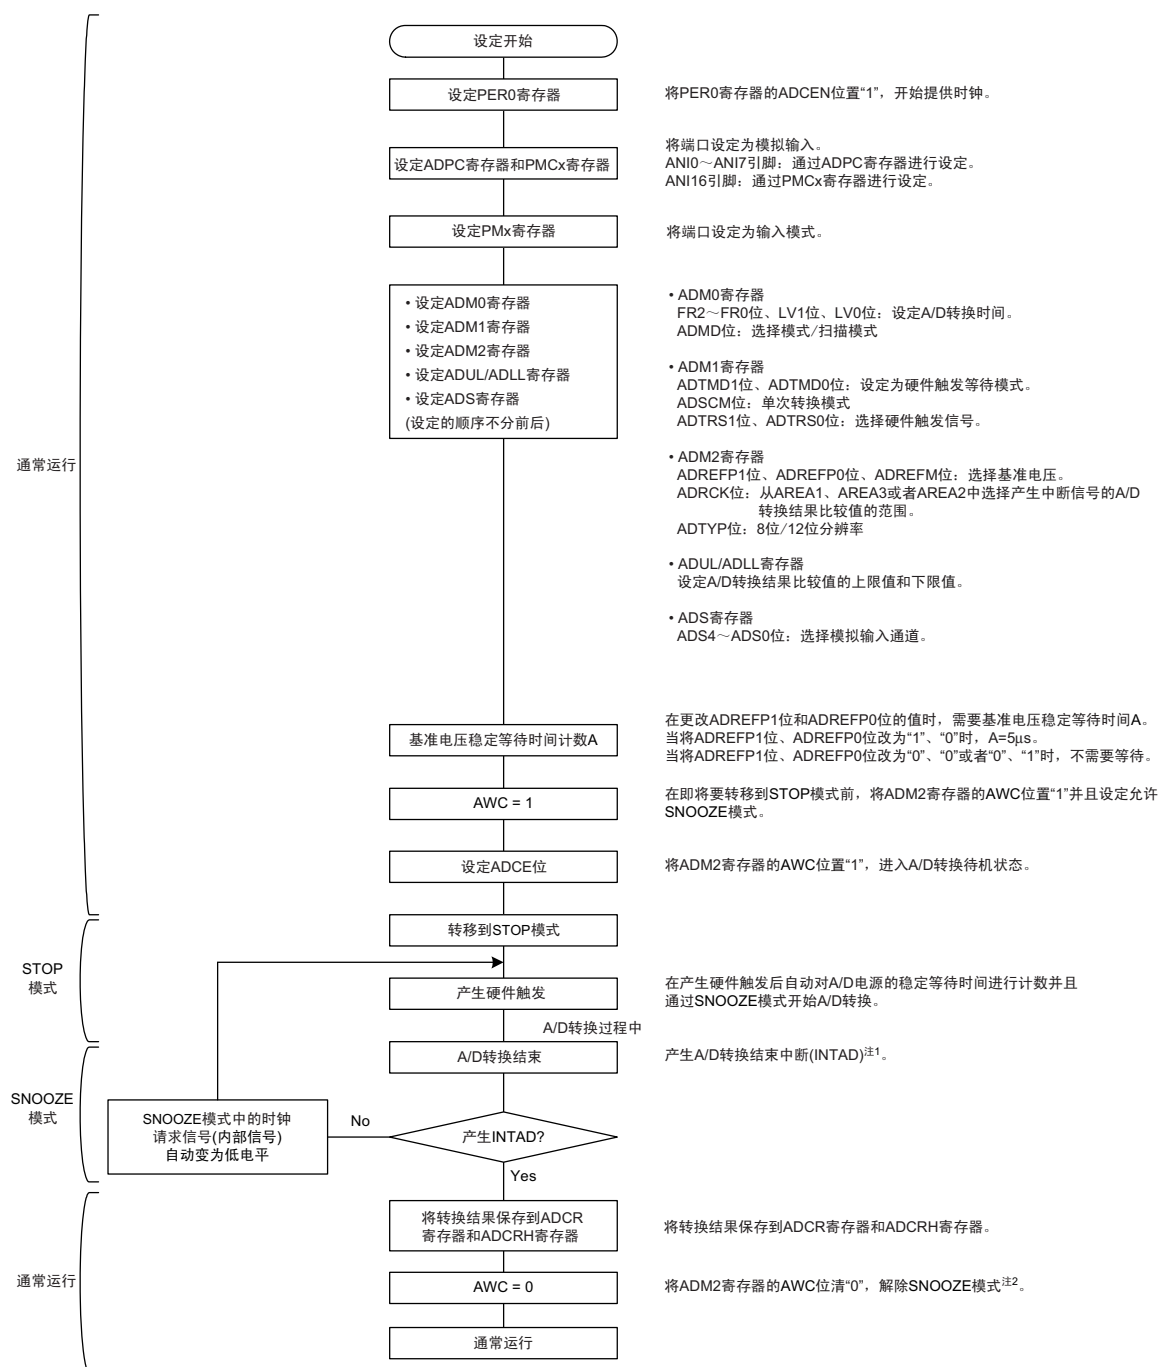 设定开始
设定PER0寄存器
将PER0寄存器的ADCEN位置“1”，开始提供时钟。
设定ADPC寄存器和PMCx寄存器
将端口设定为模拟输入。
ANI0～ANI7引脚：通过ADPC寄存器进行设定。
ANI16引脚：通过PMCx寄存器进行设定。
设定PMx寄存器
将端口设定为输入模式。
• 设定ADM0寄存器
• 设定ADM1寄存器
• 设定ADM2寄存器
• 设定ADUL/ADLL寄存器
• 设定ADS寄存器
(设定的顺序不分前后)
• ADM0寄存器
FR2～FR0位、LV1位、LV0位：设定A/D转换时间。
ADMD位：选择模式/扫描模式
• ADM1寄存器
ADTMD1位、ADTMD0位：设定为硬件触发等待模式。
ADSCM位：单次转换模式
ADTRS1位、ADTRS0位：选择硬件触发信号。
通常运行
• ADM2寄存器
ADREFP1位、ADREFP0位、ADREFM位：选择基准电压。
ADRCK位：从AREA1、AREA3或者AREA2中选择产生中断信号的A/D
转换结果比较值的范围。
ADTYP位：8位/12位分辨率
• ADUL/ADLL寄存器
设定A/D转换结果比较值的上限值和下限值。
• ADS寄存器
ADS4～ADS0位：选择模拟输入通道。
基准电压稳定等待时间计数A
在更改ADREFP1位和ADREFP0位的值时，需要基准电压稳定等待时间A。
当将ADREFP1位、ADREFP0位改为“1”、“0”时，A=5μs。
当将ADREFP1位、ADREFP0位改为“0”、“0”或者“0”、“1”时，不需要等待。
AWC = 1
在即将要转移到STOP模式前，将ADM2寄存器的AWC位置“1”并且设定允许
SNOOZE模式。
设定ADCE位
将ADM2寄存器的AWC位置“1”，进入A/D转换待机状态。
转移到STOP模式
STOP
模式
产生硬件触发
在产生硬件触发后自动对A/D电源的稳定等待时间进行计数并且
通过SNOOZE模式开始A/D转换。
A/D转换过程中
A/D转换结束
产生A/D转换结束中断(INTAD)注1。
SNOOZE
模式
SNOOZE模式中的时钟
请求信号(内部信号)
自动变为低电平
No
产生INTAD?
Yes
将转换结果保存到ADCR
寄存器和ADCRH寄存器
将转换结果保存到ADCR寄存器和ADCRH寄存器。
通常运行
AWC = 0
将ADM2寄存器的AWC位清“0”，解除SNOOZE模式注2。
通常运行